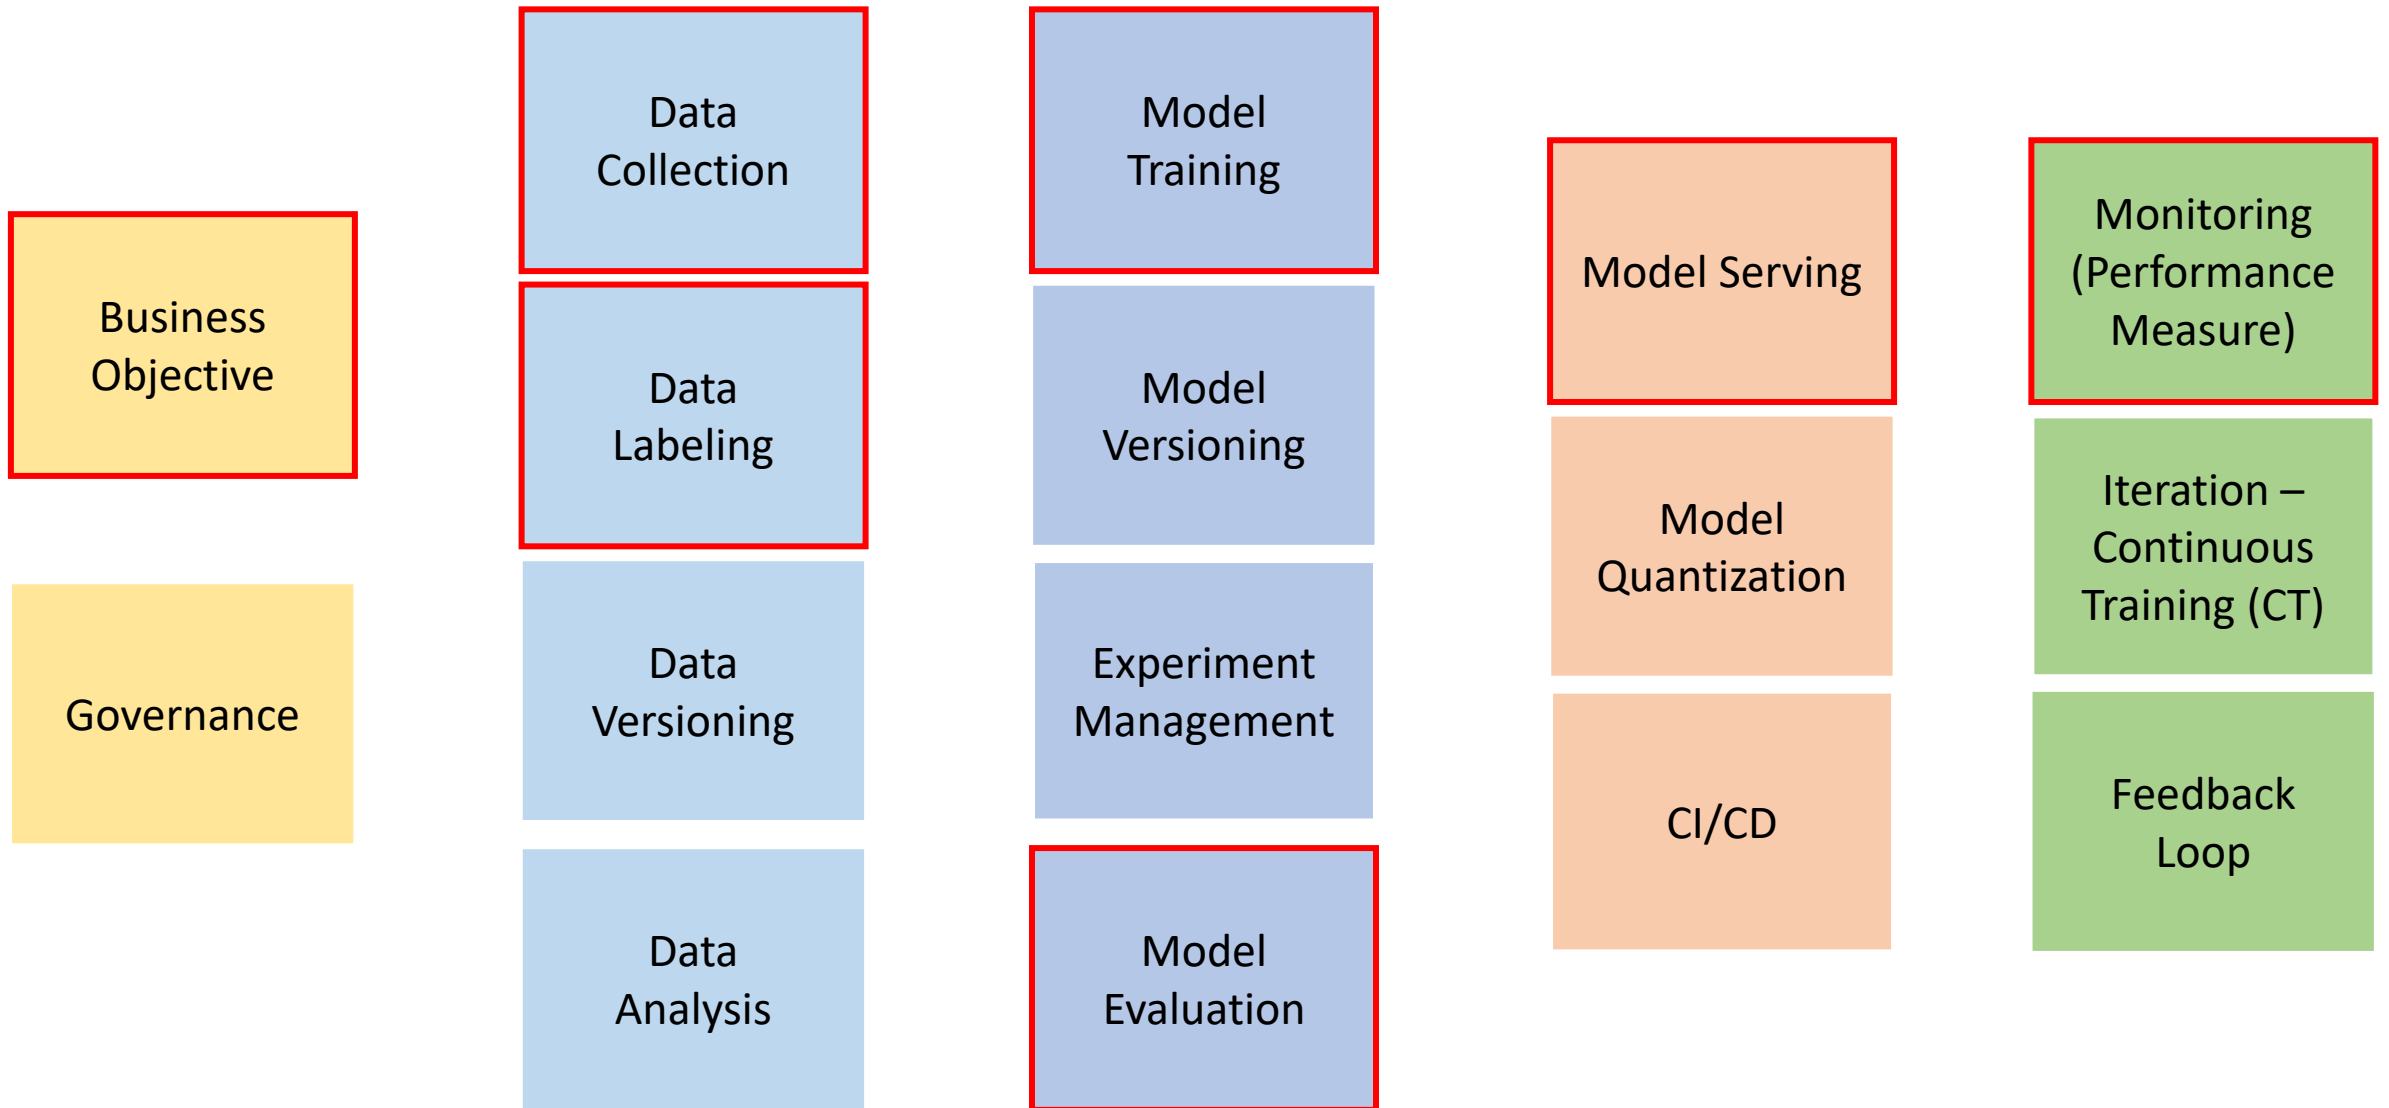 Business
Objective
Governance
Data
Collection
Data
Labeling
Data
Versioning
Data
Analysis
Model
Training
Model
Versioning
Experiment
Management
Model
Evaluation
Model Serving
Model
Quantization
CI/CD
Monitoring
(Performance
Measure)
Iteration –
Continuous
Training (CT)
Feedback
Loop